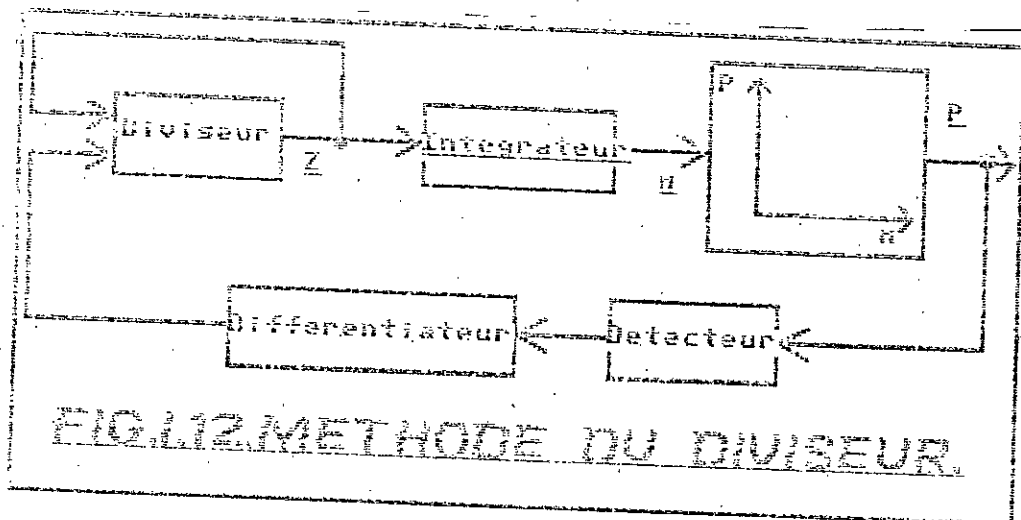 P
P
Diviseur
Integrateur
Z
H
Differentiateur
Detecteur
FIG.I.12.METHODE DU DIVISEUR.